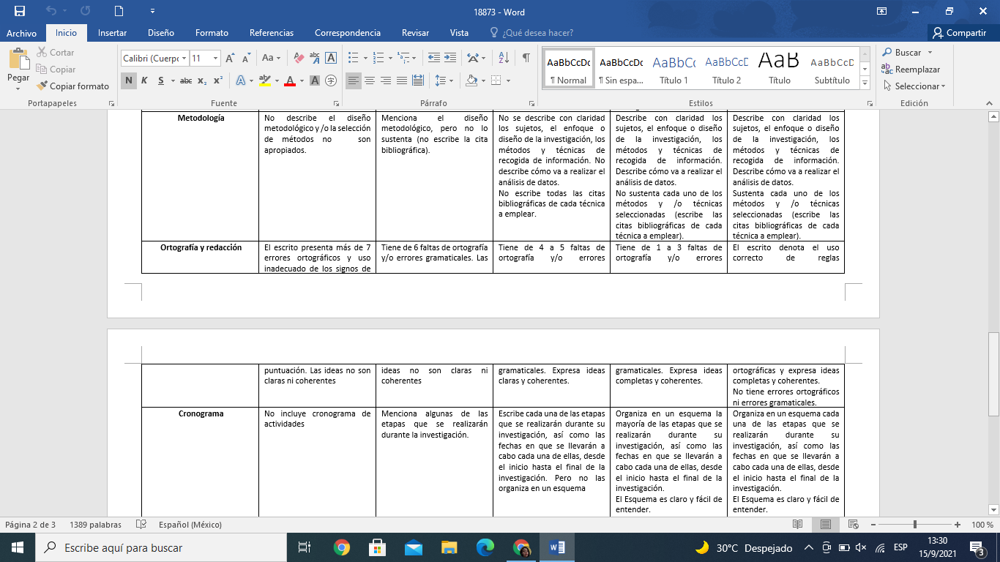 18873 - Word
Archivo Inicio Insertar Diseño Formato Referencias Correspondencia Revisar Vista ¿Qué desea hacer? Compartir
Pegar
Cortar
Copiar
Copiar formato
Portapapeles
Calibri (Cuerpo 11
Aa
N K S abc x₂ x²
Fuente
Párrafo
AaBbCcDc AaBbCcDc AaBbCc AaBbCcD AaB AaBbCcD
¶ Normal ¶ Sin espa... Título 1 Título 2 Título Subtítulo
Estilos
Buscar
Reemplazar
Seleccionar
Edición
Metodología
No describe el diseño
metodológico y /o la selección
de métodos no son
apropiados.
Menciona el diseño
metodológico, pero no lo
sustenta (no escribe la cita
bibliográfica).
No se describe con claridad
los sujetos, el enfoque o
diseño de la investigación, los
métodos y técnicas de
recogida de información. No
describe cómo va a realizar el
análisis de datos.
No escribe todas las citas
bibliográficas de cada técnica
a emplear.
Describe con claridad los
sujetos, el enfoque o diseño
de la investigación, los
métodos y técnicas de
recogida de información.
Describe cómo va a realizar el
análisis de datos.
No sustenta cada uno de los
métodos y /o técnicas
seleccionadas (escribe las
citas bibliográficas de cada
técnica a emplear).
Describe con claridad los
sujetos, el enfoque o diseño
de la investigación, los
métodos y técnicas de
recogida de información.
Describe cómo va a realizar el
análisis de datos.
Sustenta cada uno de los
métodos y /o técnicas
seleccionadas (escribe las
citas bibliográficas de cada
técnica a emplear).
Ortografía y redacción
El escrito presenta más de 7
errores ortográficos y uso
inadecuado de los signos de
Tiene de 6 faltas de ortografía
y/o errores gramaticales. Las
Tiene de 4 a 5 faltas de
ortografía y/o errores
Tiene de 1 a 3 faltas de
ortografía y/o errores
El escrito denota el uso
correcto de reglas
puntuación. Las ideas no son
claras ni coherentes
ideas no son claras ni
coherentes
gramaticales. Expresa ideas
claras y coherentes.
gramaticales. Expresa ideas
completas y coherentes.
ortográficas y expresa ideas
completas y coherentes.
No tiene errores ortográficos
ni errores gramaticales.
Cronograma
No incluye cronograma de
actividades
Menciona algunas de las
etapas que se realizarán
durante la investigación.
Escribe cada una de las etapas
que se realizarán durante su
investigación, así como las
fechas en que se llevarán a
cabo cada una de ellas, desde
el inicio hasta el final de la
investigación. Pero no las
organiza en un esquema
Organiza en un esquema la
mayoría de las etapas que se
realizarán durante su
investigación, así como las
fechas en que se llevarán a
cabo cada una de ellas, desde
el inicio hasta el final de la
investigación.
El Esquema es claro y fácil de
entender.
Organiza en un esquema cada
una de las etapas que se
realizarán durante su
investigación, así como las
fechas en que se llevarán a
cabo cada una de ellas, desde
el inicio hasta el final de la
investigación.
El Esquema es claro y fácil de
entender.
Página 2 de 3 1389 palabras Español (México) 100 %
Escribe aquí para buscar
30°C Despejado
ESP
13:30
15/9/2021
3